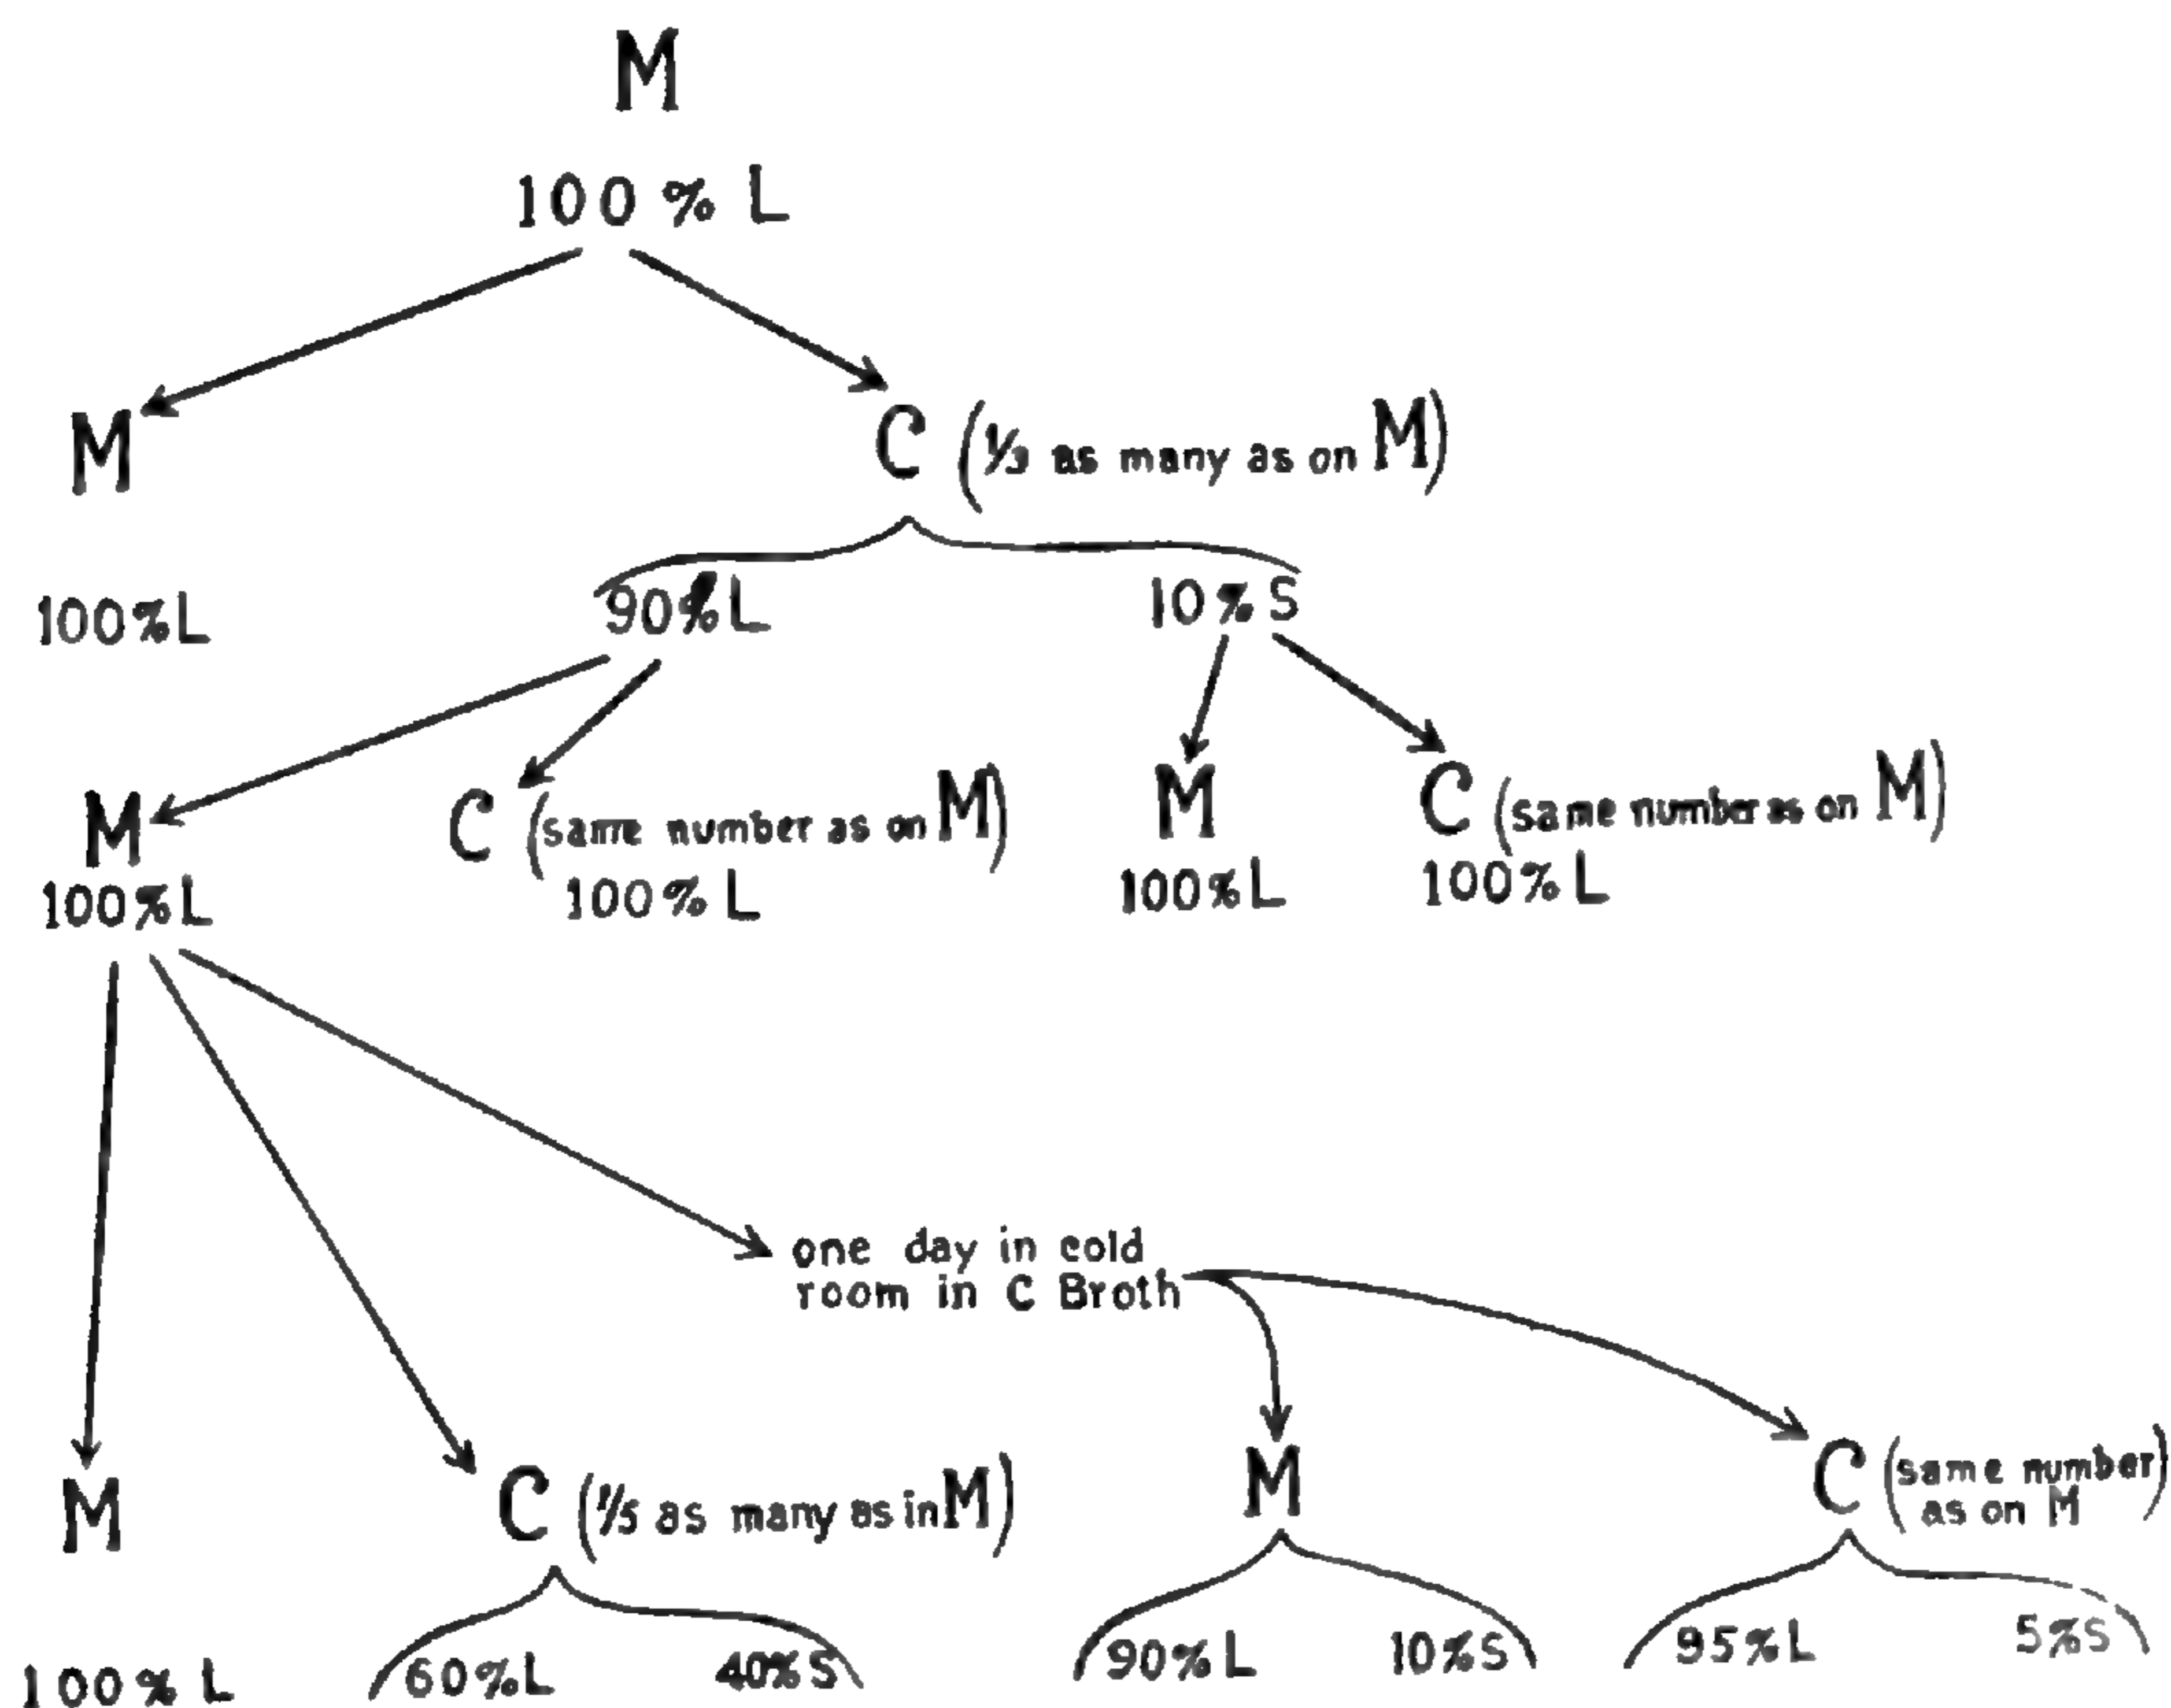 M
100 % L
M
C (1/3 as many as on M)
100%L
90%L
10%S
M
100%L
C (same number as on M)
100% L
M
100%L
C (same number as on M)
100% L
one day in cold
room in C Broth
M
100% L
C (1/5 as many as in M)
60%L
40%S
M
90%L
10%S
C (same number)
as on M
95%L
5%S